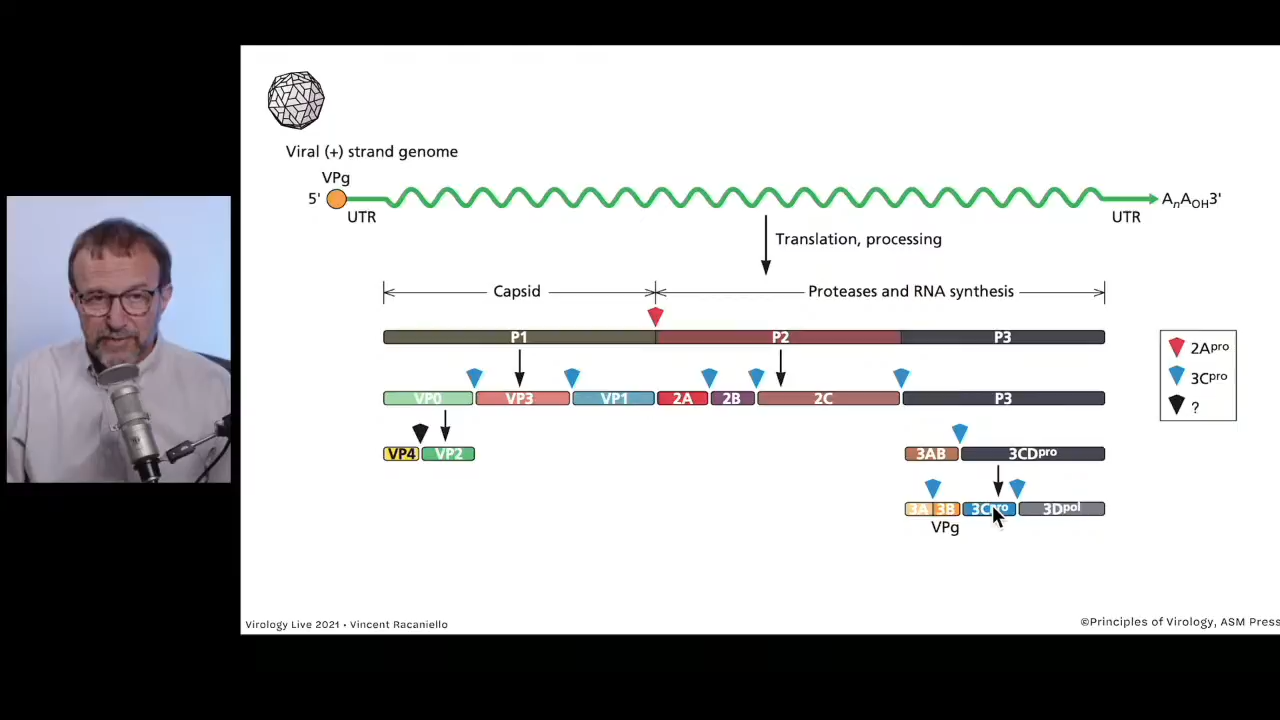 Viral (+) strand genome
VPg
5' AnAOH3'
UTR UTR
Translation, processing
Capsid Proteases and RNA synthesis
P1 P2 P3
2Apro
3Cpro
?
VP0 VP3 VP1 2A 2B 2C P3
VP4 VP2 3AB 3CDpro
3A 3B 3Cpro 3Dpol
VPg
Virology Live 2021 • Vincent Racaniello
©Principles of Virology, ASM Press